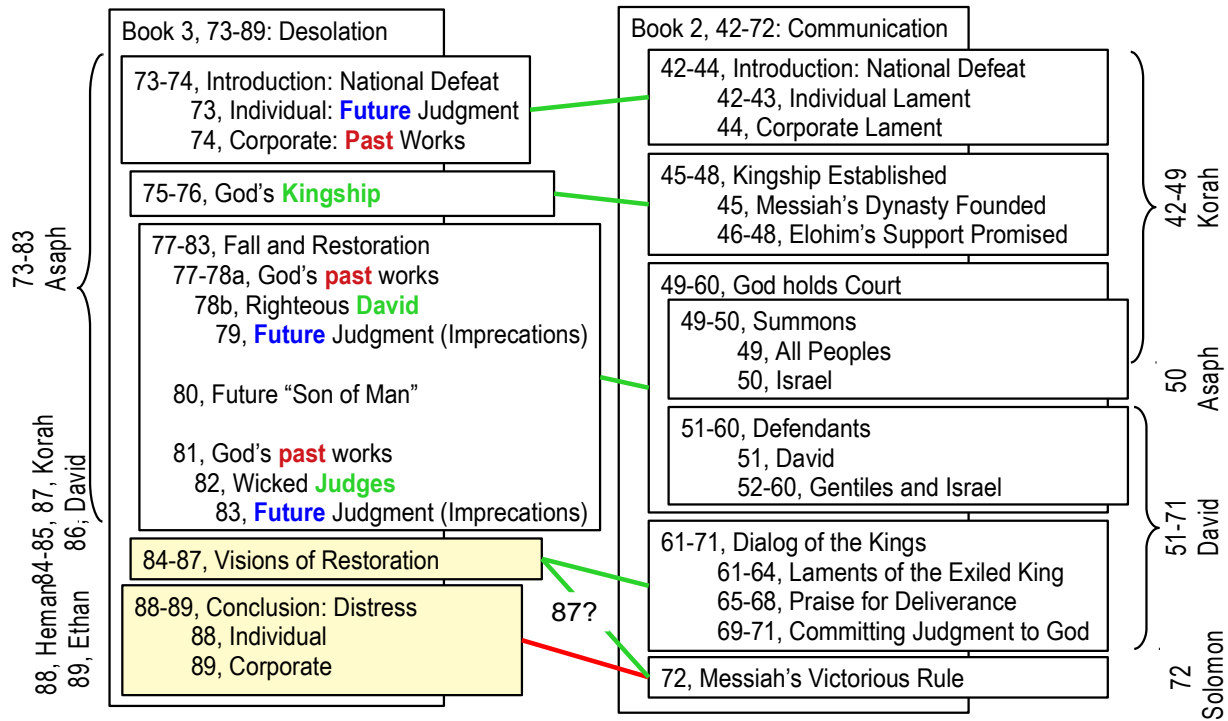 Book 3, 73-89: Desolation
73-74, Introduction: National Defeat
73, Individual: Future Judgment
74, Corporate: Past Works
75-76, God’s Kingship
77-83, Fall and Restoration
77-78a, God’s past works
78b, Righteous David
79, Future Judgment (Imprecations)
80, Future “Son of Man”
81, God’s past works
82, Wicked Judges
83, Future Judgment (Imprecations)
84-87, Visions of Restoration
88-89, Conclusion: Distress
88, Individual
89, Corporate
73-83
Asaph
84-85, 87, Korah
86, David
88, Heman
89, Ethan
87?
Book 2, 42-72: Communication
42-44, Introduction: National Defeat
42-43, Individual Lament
44, Corporate Lament
45-48, Kingship Established
45, Messiah’s Dynasty Founded
46-48, Elohim’s Support Promised
49-60, God holds Court
49-50, Summons
49, All Peoples
50, Israel
51-60, Defendants
51, David
52-60, Gentiles and Israel
61-71, Dialog of the Kings
61-64, Laments of the Exiled King
65-68, Praise for Deliverance
69-71, Committing Judgment to God
72, Messiah’s Victorious Rule
42-49
Korah
50
Asaph
51-71
David
72
Solomon